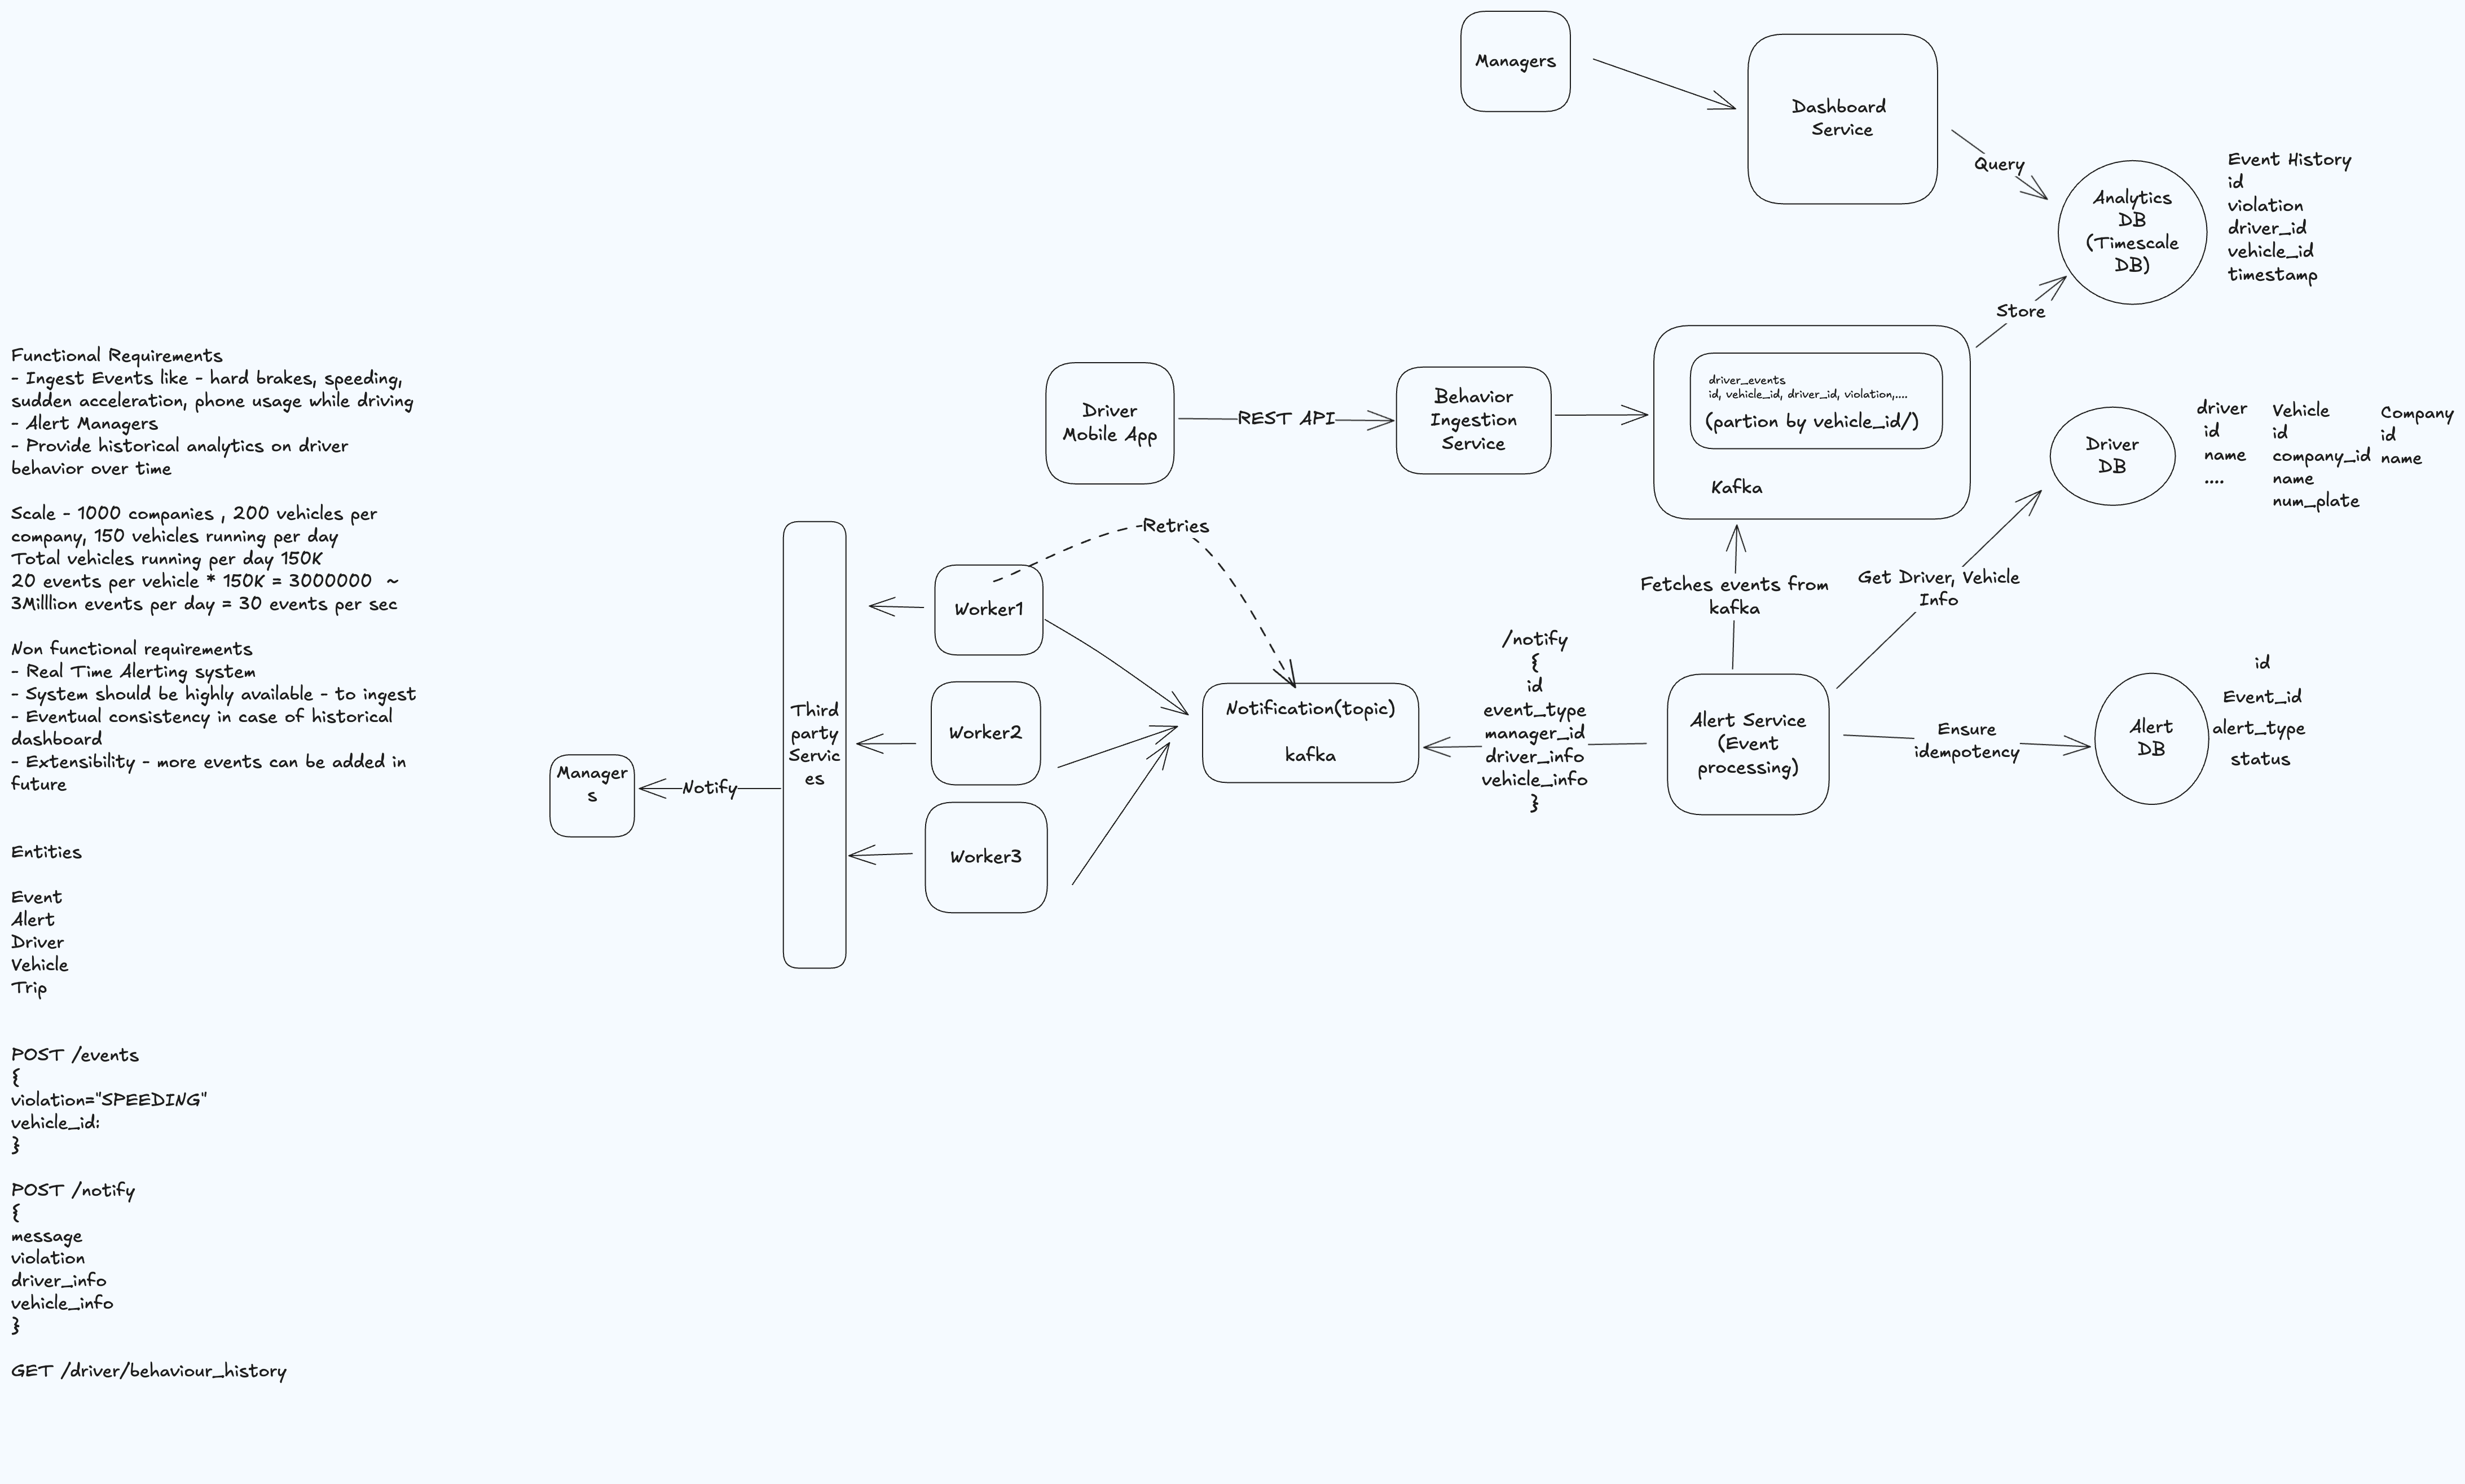 Managers
Dashboard
Service
Query
Analytics
DB
(Timescale
DB)
Event History
id
violation
driver_id
vehicle_id
timestamp
Store
Functional Requirements
- Ingest Events like - hard brakes, speeding,
sudden acceleration, phone usage while driving
- Alert Managers
- Provide historical analytics on driver
behavior over time
Scale - 1000 companies , 200 vehicles per
company, 150 vehicles running per day
Total vehicles running per day 150K
20 events per vehicle * 150K = 3000000 ~
3Milllion events per day = 30 events per sec
Non functional requirements
- Real Time Alerting system
- System should be highly available - to ingest
- Eventual consistency in case of historical
dashboard
- Extensibility - more events can be added in
future
Entities
Event
Alert
Driver
Vehicle
Trip
POST /events
{
violation="SPEEDING"
vehicle_id:
}
POST /notify
{
message
violation
driver_info
vehicle_info
}
GET /driver/behaviour_history
Driver
Mobile App
REST API
Behavior
Ingestion
Service
driver_events
id, vehicle_id, driver_id, violation,....
(partion by vehicle_id/)
Kafka
Driver
DB
driver
id
name
....
Vehicle
id
company_id
name
num_plate
Company
id
name
Fetches events from
kafka
Get Driver, Vehicle
Info
Alert Service
(Event
processing)
Ensure
idempotency
Alert
DB
id
Event_id
alert_type
status
/notify
{
id
event_type
manager_id
driver_info
vehicle_info
}
Notification(topic)
kafka
Retries
Worker1
Worker2
Worker3
Third
party
Servic
es
Notify
Manager
s